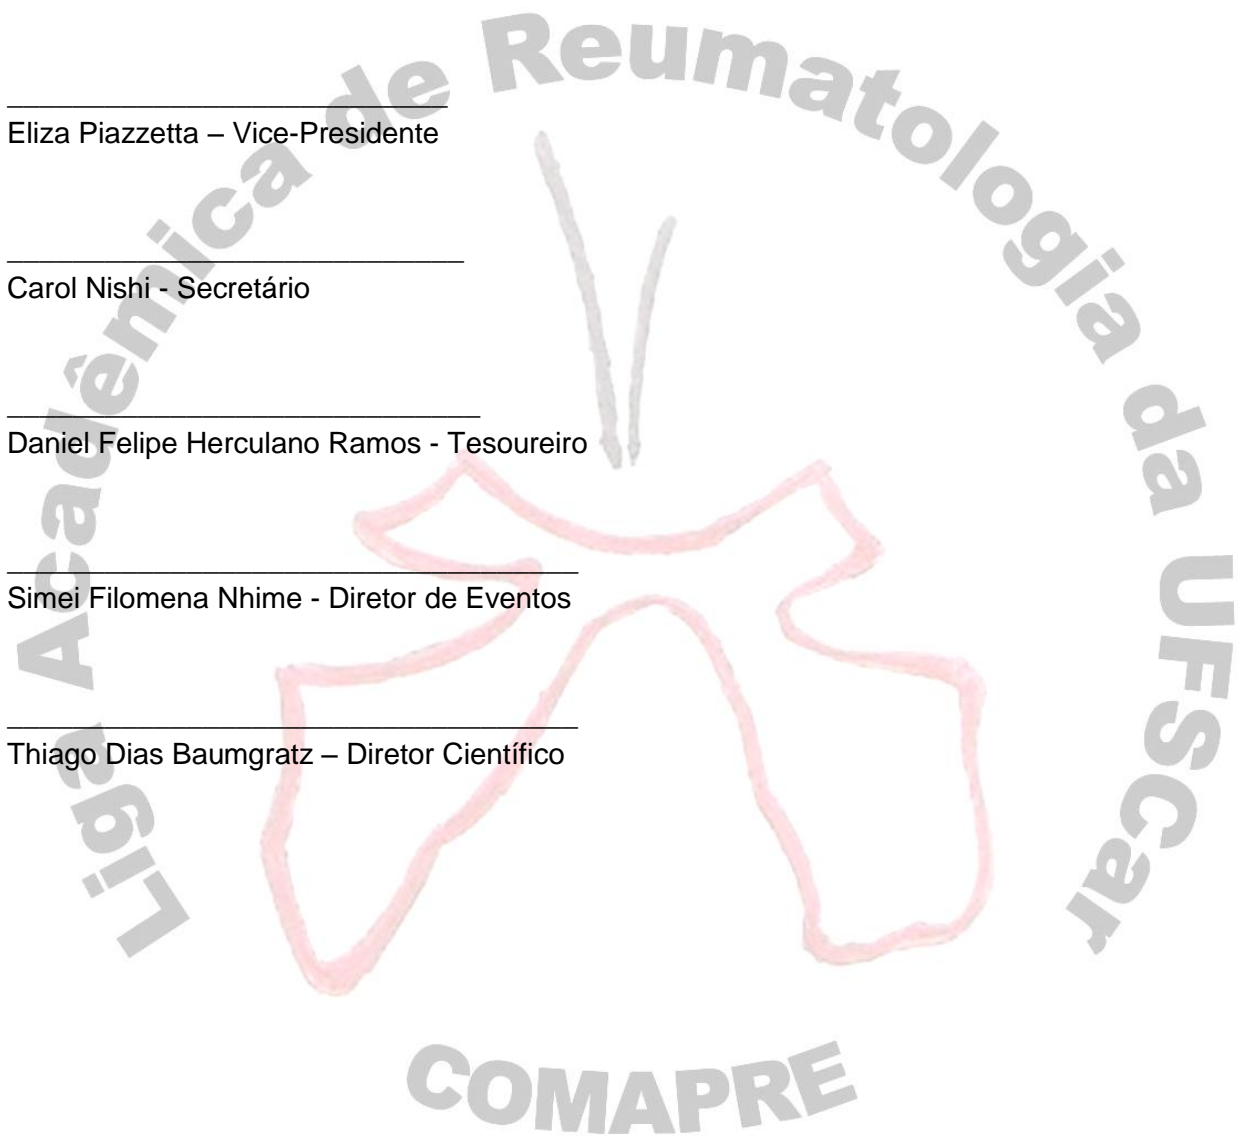 Liga Acadêmica de Reumatologia da UFSCar
Eliza Piazzetta – Vice-Presidente
Carol Nishi - Secretário
Daniel Felipe Herculano Ramos - Tesoureiro
Simei Filomena Nhime - Diretor de Eventos
Thiago Dias Baumgratz – Diretor Científico
COMAPRE